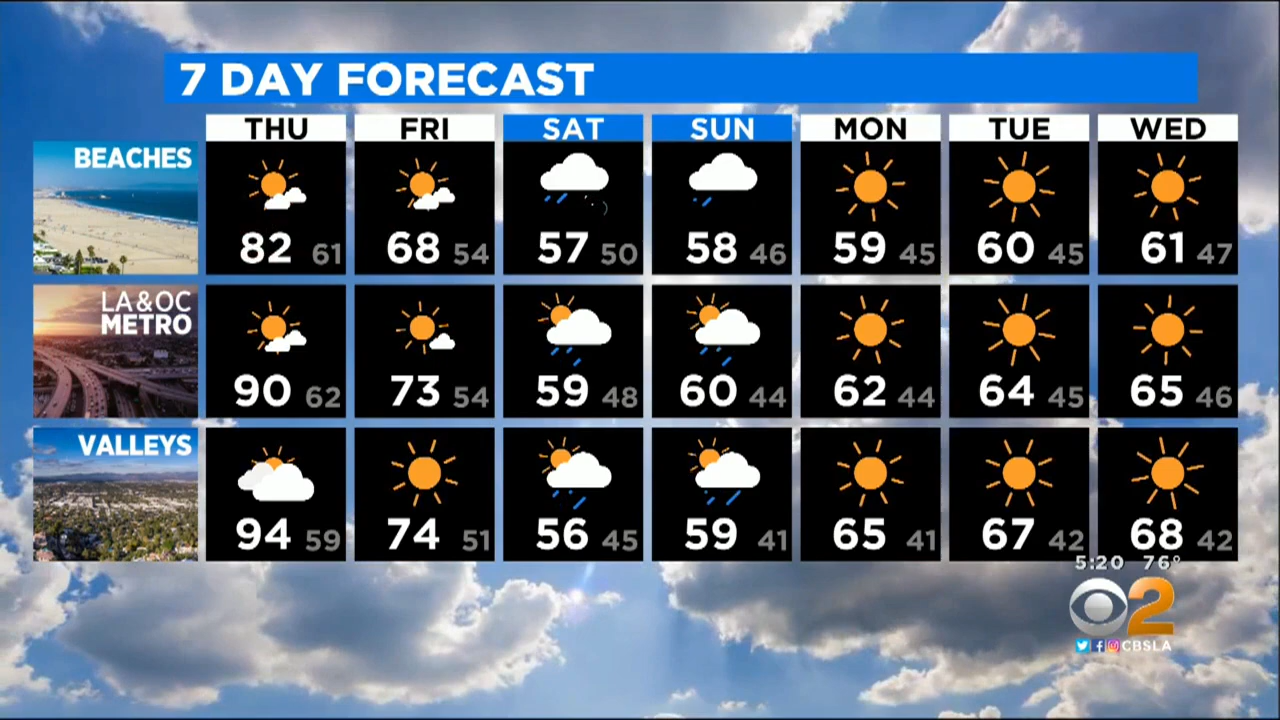 7 DAY FORECAST
THU FRI SAT SUN MON TUE WED
BEACHES
82 61 68 54 57 50 58 46 59 45 60 45 61 47
LA & OC
METRO
90 62 73 54 59 48 60 44 62 44 64 45 65 46
VALLEYS
94 59 74 51 56 45 59 41 65 41 67 42 68 42
5:20 76°
2
CBSLA